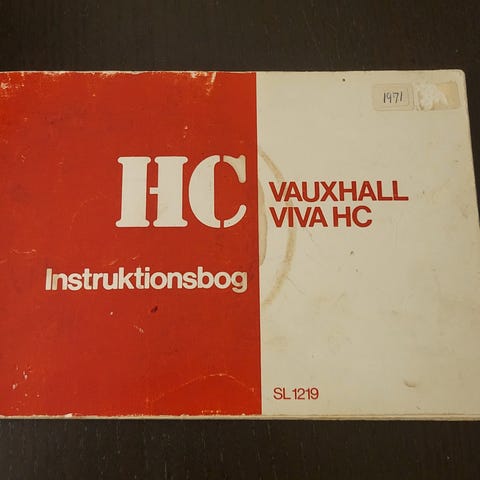 1971
HC
VAUXHALL
VIVA HC
Instruktionsbog
SL 1219